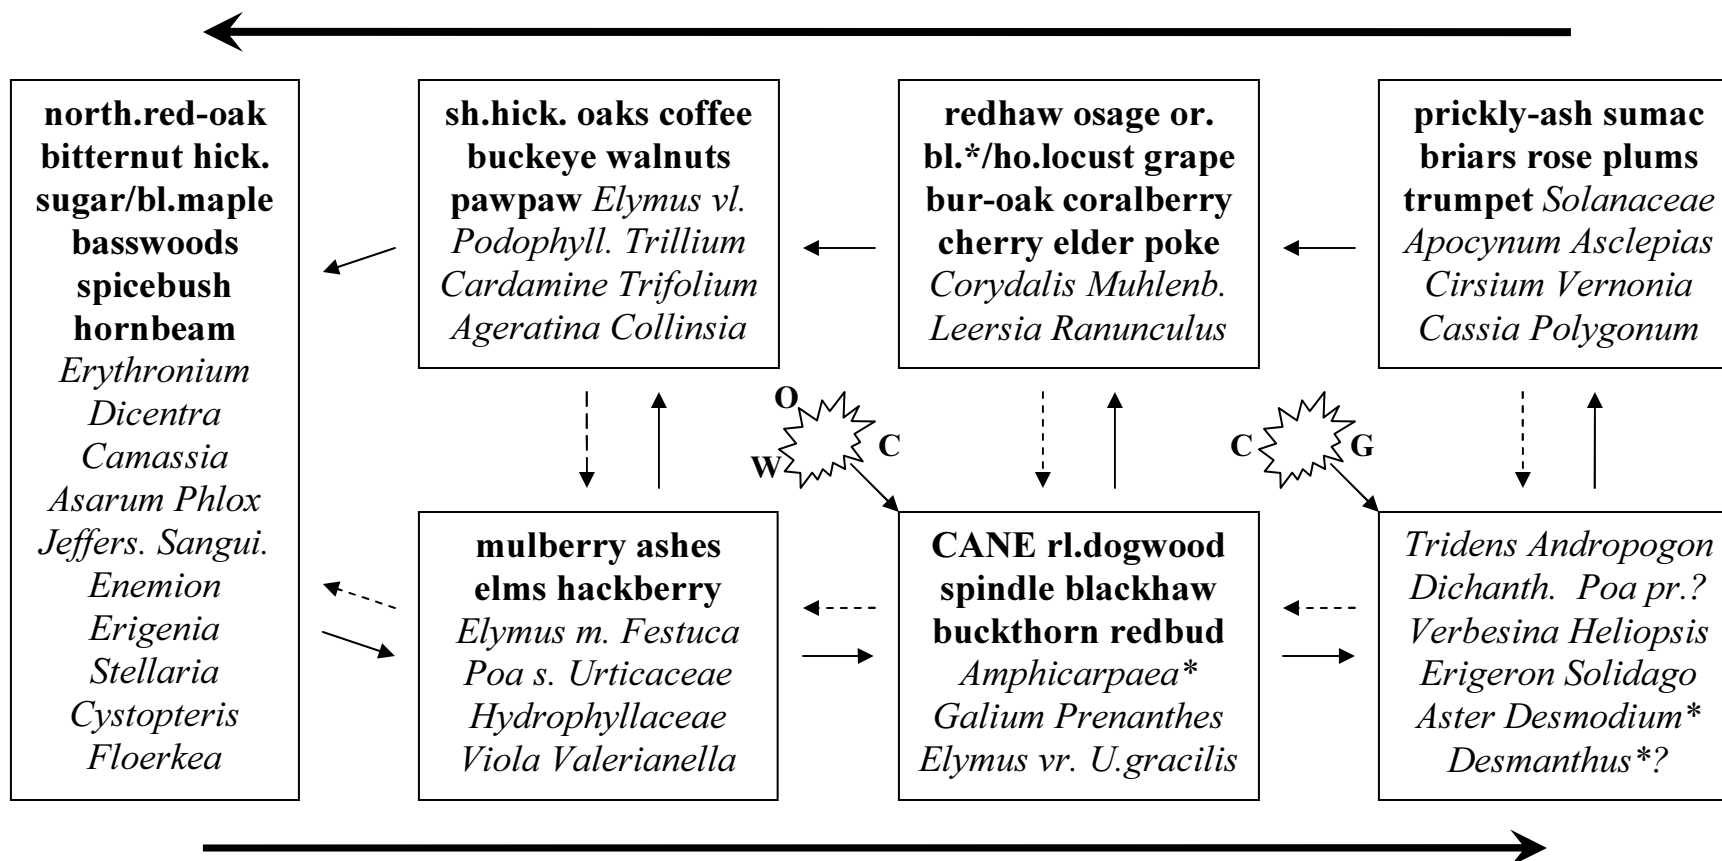 north.red-oak
bitternut hick.
sugar/bl.maple
basswoods
spicebush
hornbeam
Erythronium
Dicentra
Camassia
Asarum Phlox
Jeffers. Sangui.
Enemion
Erigenia
Stellaria
Cystopteris
Floerkea
sh.hick. oaks coffee
buckeye walnuts
pawpaw Elymus vl.
Podophyll. Trillium
Cardamine Trifolium
Ageratina Collinsia
redhaw osage or.
bl.*/ho.locust grape
bur-oak coralberry
cherry elder poke
Corydalis Muhlenb.
Leersia Ranunculus
prickly-ash sumac
briars rose plums
trumpet Solanaceae
Apocynum Asclepias
Cirsium Vernonia
Cassia Polygonum
O
W
C
C
G
mulberry ashes
elms hackberry
Elymus m. Festuca
Poa s. Urticaceae
Hydrophyllaceae
Viola Valerianella
CANE rl.dogwood
spindle blackhaw
buckthorn redbud
Amphicarpaea*
Galium Prenanthes
Elymus vr. U.gracilis
Tridens Andropogon
Dichanth. Poa pr.?
Verbesina Heliopsis
Erigeron Solidago
Aster Desmodium*
Desmanthus*?